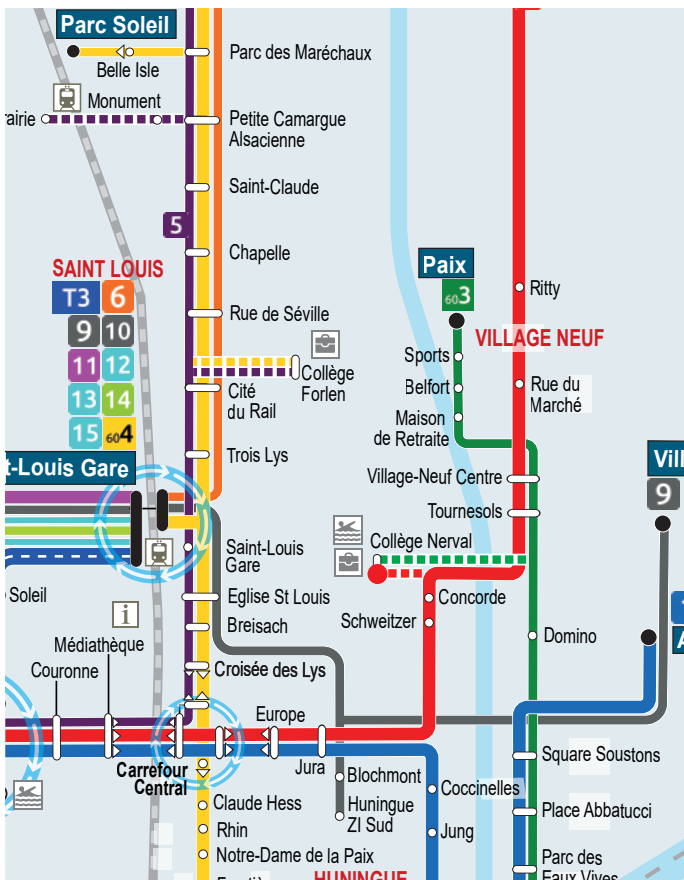 Parc Soleil
Belle Isle
Parc des Maréchaux
Monument
Petite Camargue
Alsacienne
Saint-Claude
5
Chapelle
SAINT LOUIS
T3 6
9 10
11 12
13 14
15 604
Rue de Séville
Collège
Forlen
Cité
du Rail
Trois Lys
t-Louis Gare
Paix
603
VILLAGE NEUF
Ritty
Sports
Belfort
Rue du
Marché
Maison
de Retraite
Village-Neuf Centre
Tournesols
Vill
9
Collège Nerval
Saint-Louis
Gare
Soleil
i
Eglise St Louis
Breisach
Concorde
Schweitzer
Domino
Médiathèque
Couronne
Croisée des Lys
Europe
Carrefour
Central
Jura
Blochmont
Huningue
ZI Sud
Coccinelles
Jung
Square Soustons
Place Abbatucci
Claude Hess
Rhin
Notre-Dame de la Paix
HUNINGUE
Parc des
Eaux Vives